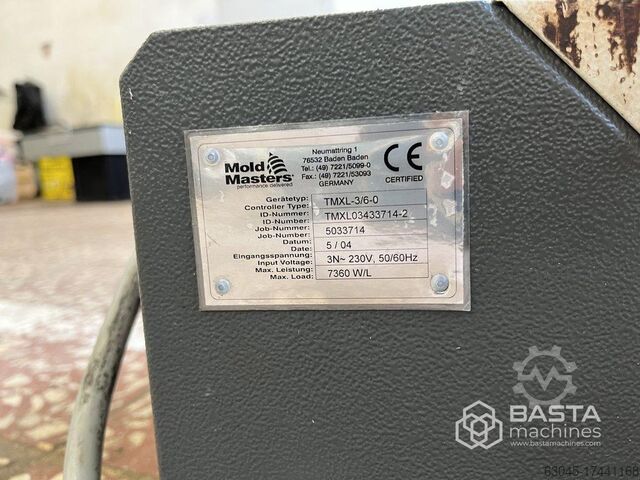 Mold
Masters®
performance delivered
Neumattring 1
76532 Baden Baden
Tel.: (49) 7221/5099-0
Fax.: (49) 7221/53093
GERMANY
CE
CERTIFIED
Gerätetyp:
Controller Type:
TMXL-3/6-0
ID-Nummer:
ID-Number:
TMXL03433714-2
Job-Nummer:
Job-Number:
5033714
Datum:
Date:
5 / 04
Eingangsspannung:
Input Voltage:
3N~ 230V, 50/60Hz
Max. Leistung:
Max. Load:
7360 W/L
BASTA
machines
www.bastamachines.com
63045-17441168